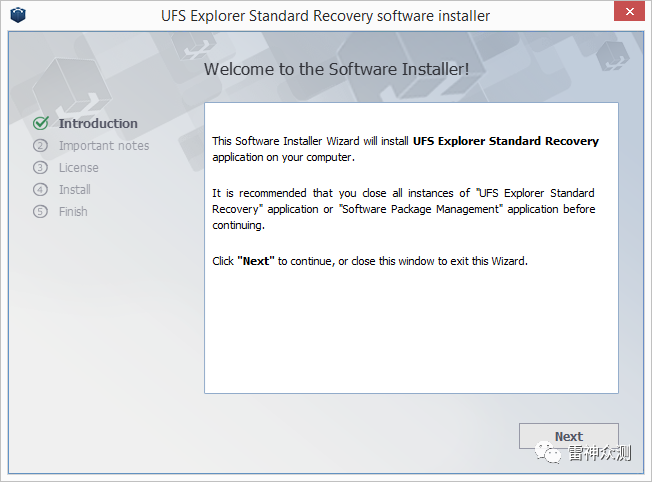 UFS Explorer Standard Recovery software installer
Welcome to the Software Installer!
Introduction
2 Important notes
3 License
4 Install
5 Finish
This Software Installer Wizard will install UFS Explorer Standard Recovery
application on your computer.
It is recommended that you close all instances of "UFS Explorer Standard
Recovery" application or "Software Package Management" application before
continuing.
Click "Next" to continue, or close this window to exit this Wizard.
Next
雷神众测